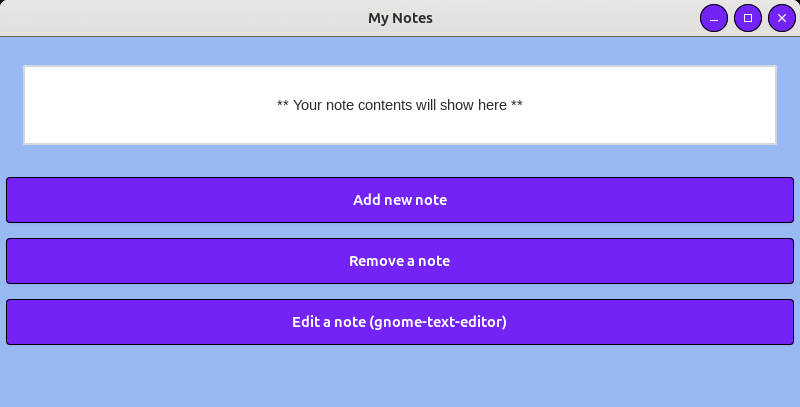 My Notes
** Your note contents will show here **
Add new note
Remove a note
Edit a note (gnome-text-editor)